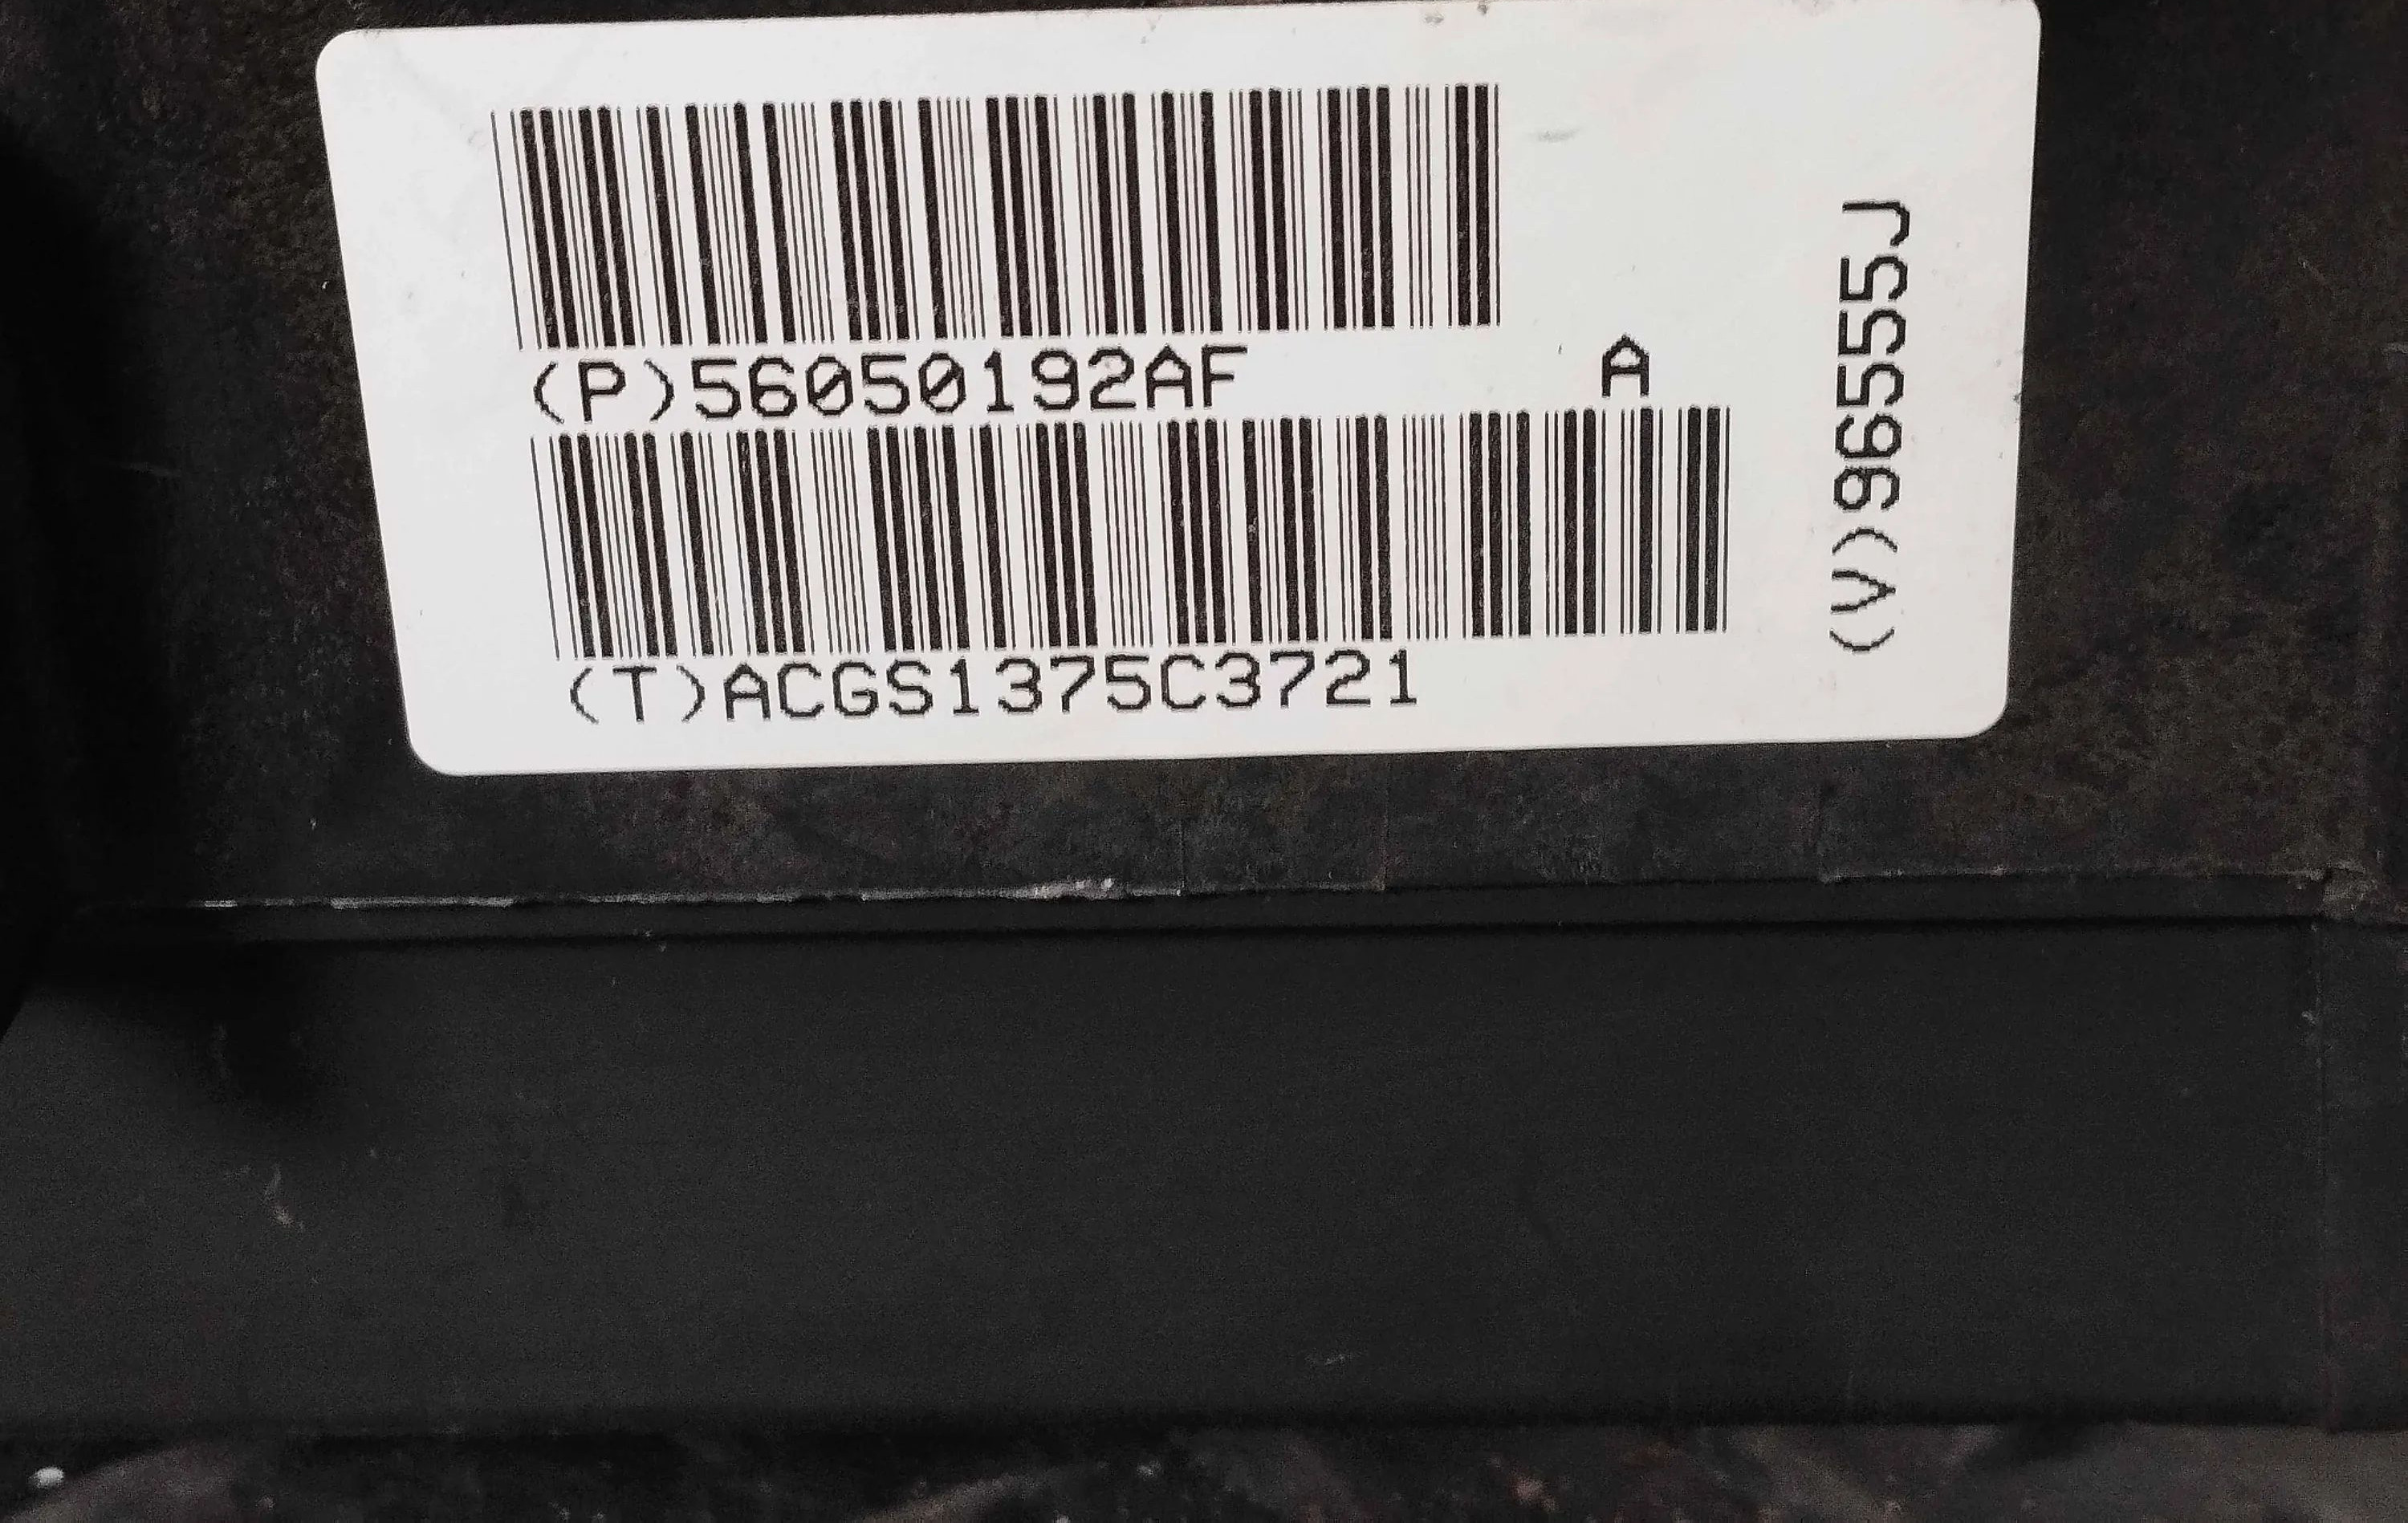 (P)56050192AF
A
(T)ACGS1375C3721
(V)96555J